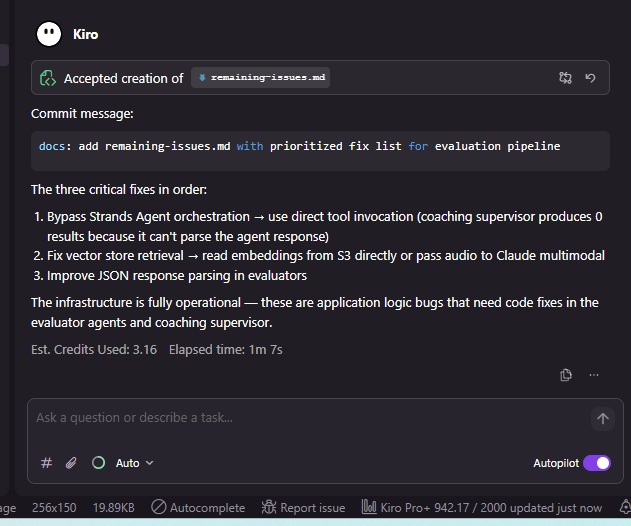 Kiro
Accepted creation of remaining-issues.md
Commit message:
docs: add remaining-issues.md with prioritized fix list for evaluation pipeline
The three critical fixes in order:
1. Bypass Strands Agent orchestration → use direct tool invocation (coaching supervisor produces 0
results because it can't parse the agent response)
2. Fix vector store retrieval → read embeddings from S3 directly or pass audio to Claude multimodal
3. Improve JSON response parsing in evaluators
The infrastructure is fully operational — these are application logic bugs that need code fixes in the
evaluator agents and coaching supervisor.
Est. Credits Used: 3.16 Elapsed time: 1m 7s
Ask a question or describe a task...
# Auto Autopilot
age 256x150 19.89KB Autocomplete Report issue Kiro Pro+ 942.17 / 2000 updated just now